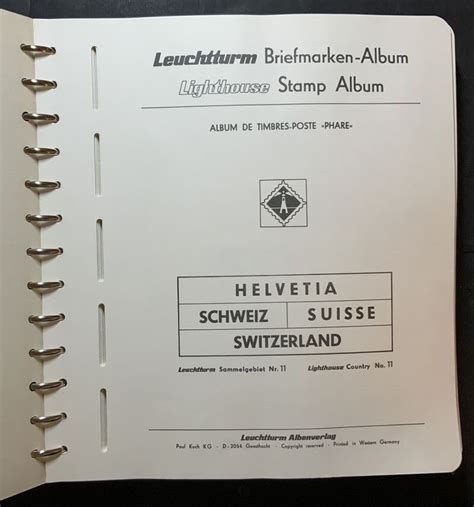 Leuchtturm Briefmarken-Album
Lighthouse Stamp Album
ALBUM DE TIMBRES-POSTE »PHARE«
HELVETIA
SCHWEIZ SUISSE
SWITZERLAND
Leuchtturm Sammelgebiet Nr. 11 Lighthouse Country No. 11
Leuchtturm Albenverlag
Paul Koch KG - D-2054 Geesthacht - Copyright reserved - Printed in Western Germany